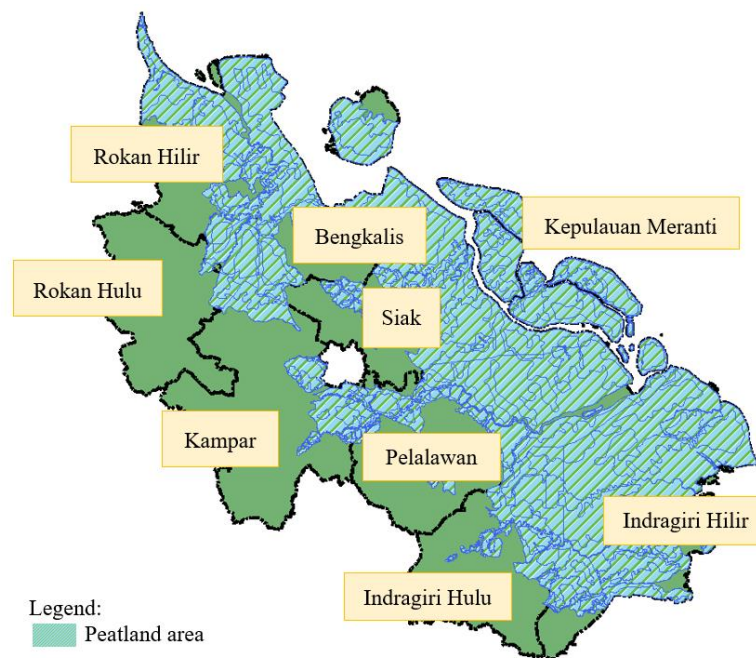 Rokan Hilir
Kepulauan Meranti
Bengkalis
Rokan Hulu
Siak
Kampar
Pelalawan
Indragiri Hilir
Indragiri Hulu
Legend:
Peatland area